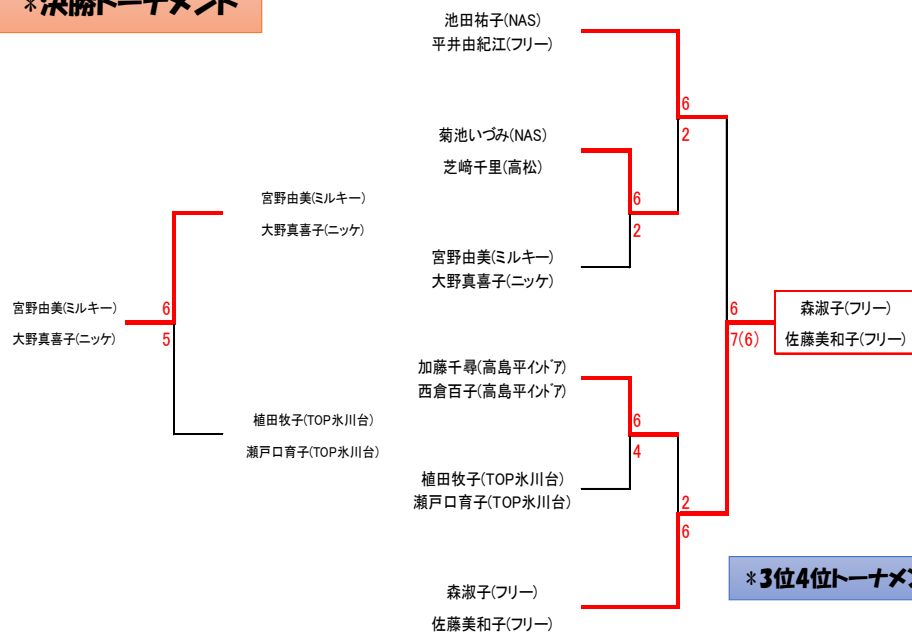 *決勝トーナメント
池田祐子(NAS)
平井由紀江(フリー)
6
2
菊池いづみ(NAS)
芝﨑千里(高松)
6
2
宮野由美(ミルキー)
大野真喜子(ニッケ)
宮野由美(ミルキー)
大野真喜子(ニッケ)
宮野由美(ミルキー)
大野真喜子(ニッケ)
6
5
植田牧子(TOP氷川台)
瀬戸口育子(TOP氷川台)
6
7(6)
森淑子(フリー)
佐藤美和子(フリー)
加藤千尋(高島平インドア)
西倉百子(高島平インドア)
6
4
植田牧子(TOP氷川台)
瀬戸口育子(TOP氷川台)
2
6
森淑子(フリー)
佐藤美和子(フリー)
*3位4位トーナメン